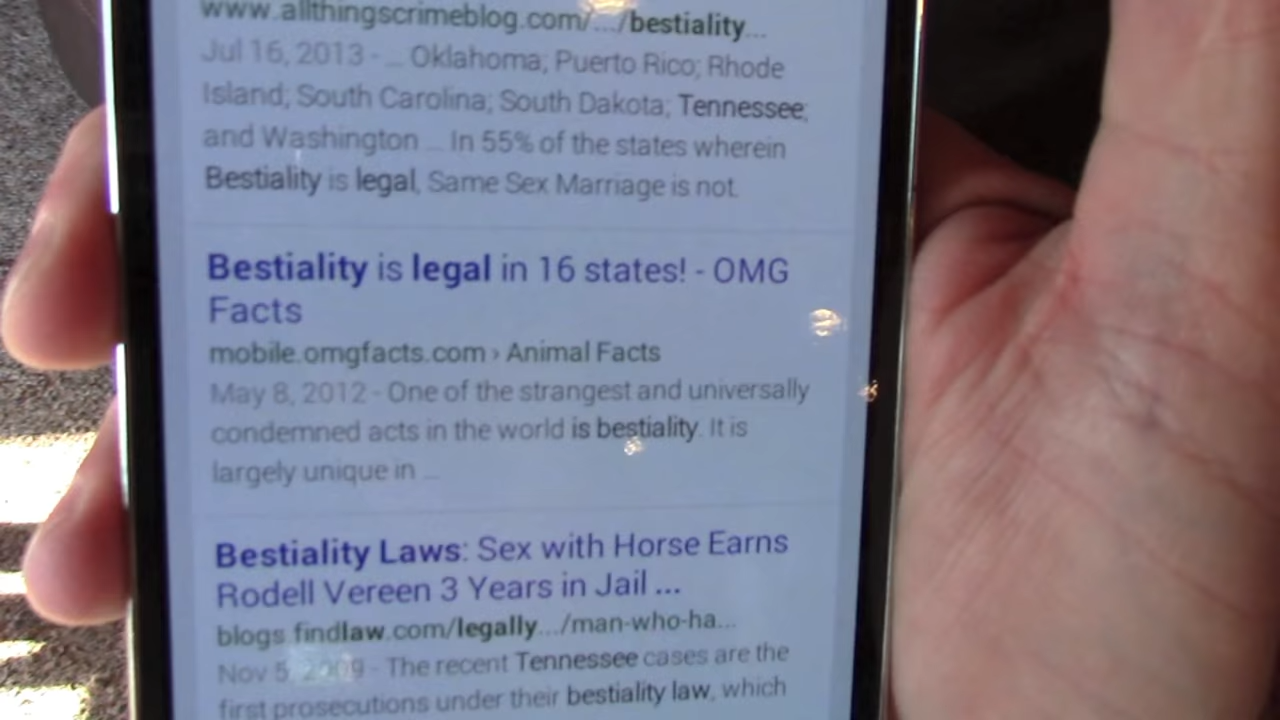 www.allthingscrimeblog.com/.../bestiality...
Jul 16, 2013 - ... Oklahoma; Puerto Rico; Rhode
Island; South Carolina; South Dakota; Tennessee;
and Washington ... In 55% of the states wherein
Bestiality is legal, Same Sex Marriage is not.
Bestiality is legal in 16 states! - OMG
Facts
mobile.omgfacts.com › Animal Facts
May 8, 2012 - One of the strangest and universally
condemned acts in the world is bestiality. It is
largely unique in ...
Bestiality Laws: Sex with Horse Earns
Rodell Vereen 3 Years in Jail ...
blogs.findlaw.com/legally.../man-who-ha...
Nov 5, 2009 - The recent Tennessee cases are the
first prosecutions under their bestiality law, which